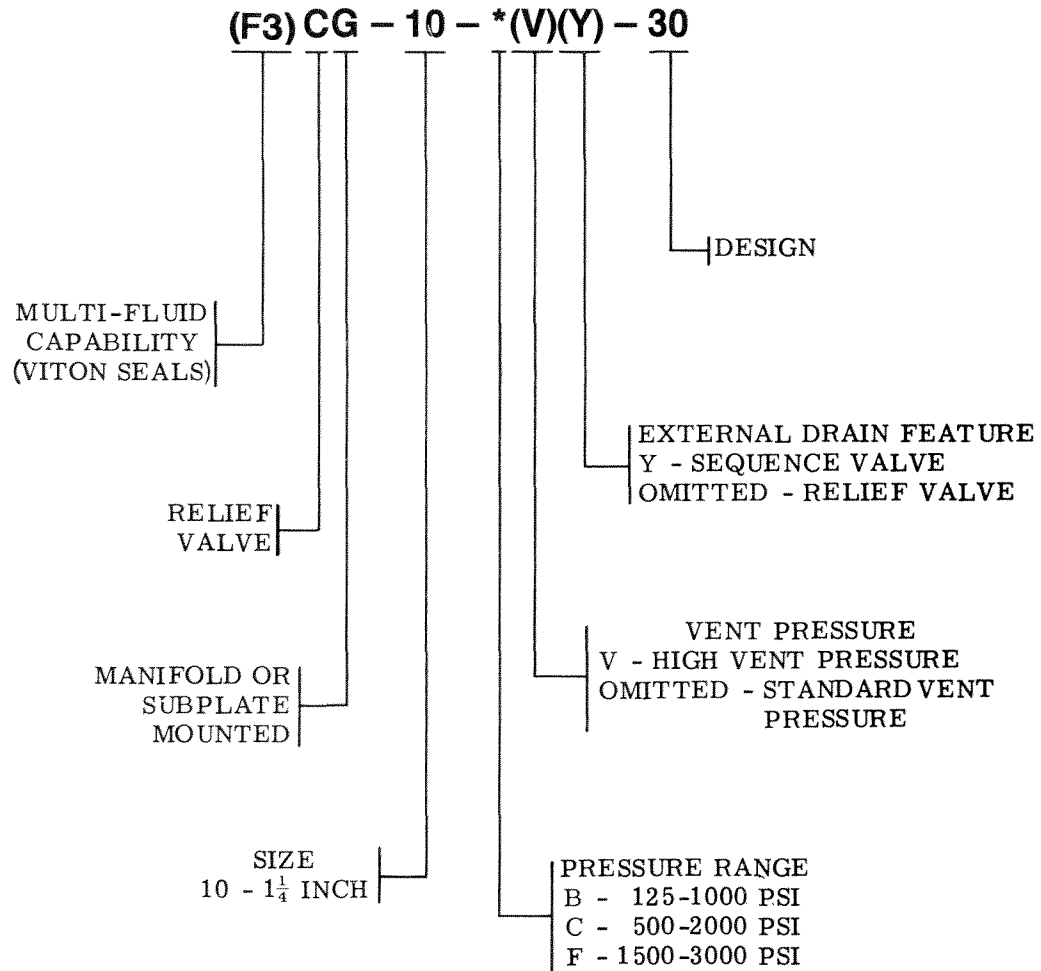 (F3) CG - 10 - *(V)(Y) - 30
DESIGN
MULTI-FLUID
CAPABILITY
(VITON SEALS)
EXTERNAL DRAIN FEATURE
Y - SEQUENCE VALVE
OMITTED - RELIEF VALVE
RELIEF
VALVE
VENT PRESSURE
V - HIGH VENT PRESSURE
OMITTED - STANDARD VENT
PRESSURE
MANIFOLD OR
SUBPLATE
MOUNTED
SIZE
10 - 1¼ INCH
PRESSURE RANGE
B - 125-1000 PSI
C - 500-2000 PSI
F - 1500-3000 PSI